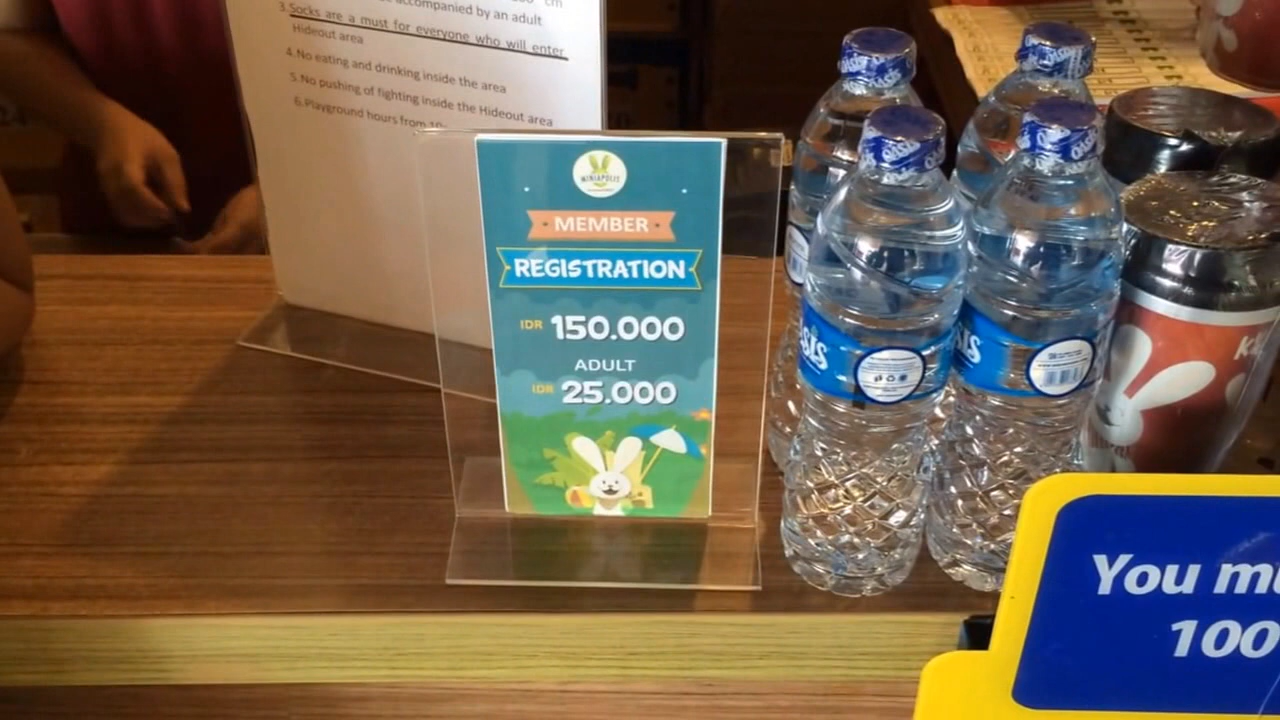 accompanied by an adult
3.Socks are a must for everyone who will enter
Hideout area
4.No eating and drinking inside the area
5.No pushing of fighting inside the Hideout area
6.Playground hours from
MINIAPOLIS
MEMBER
REGISTRATION
IDR 150.000
ADULT
IDR 25.000
OASIS
OASIS
You
100